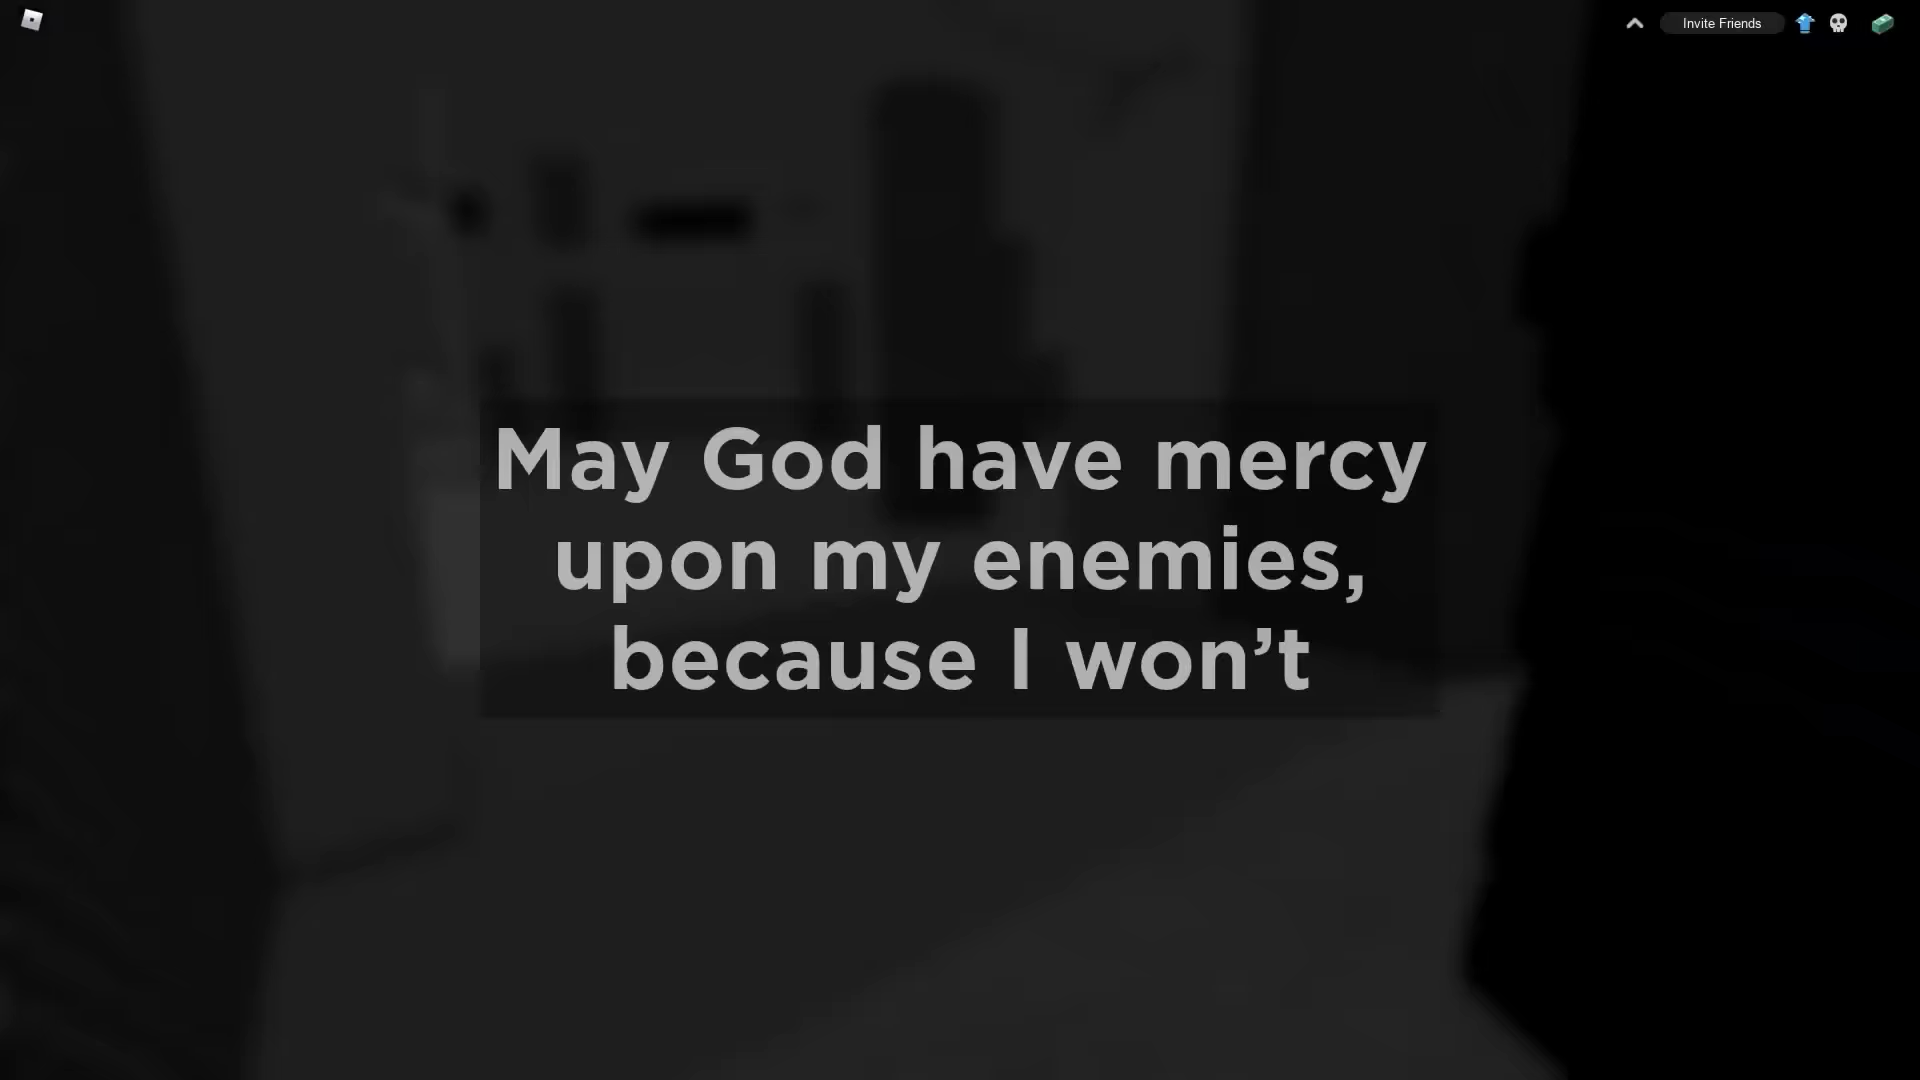 Invite Friends
May God have mercy
upon my enemies,
because I won’t